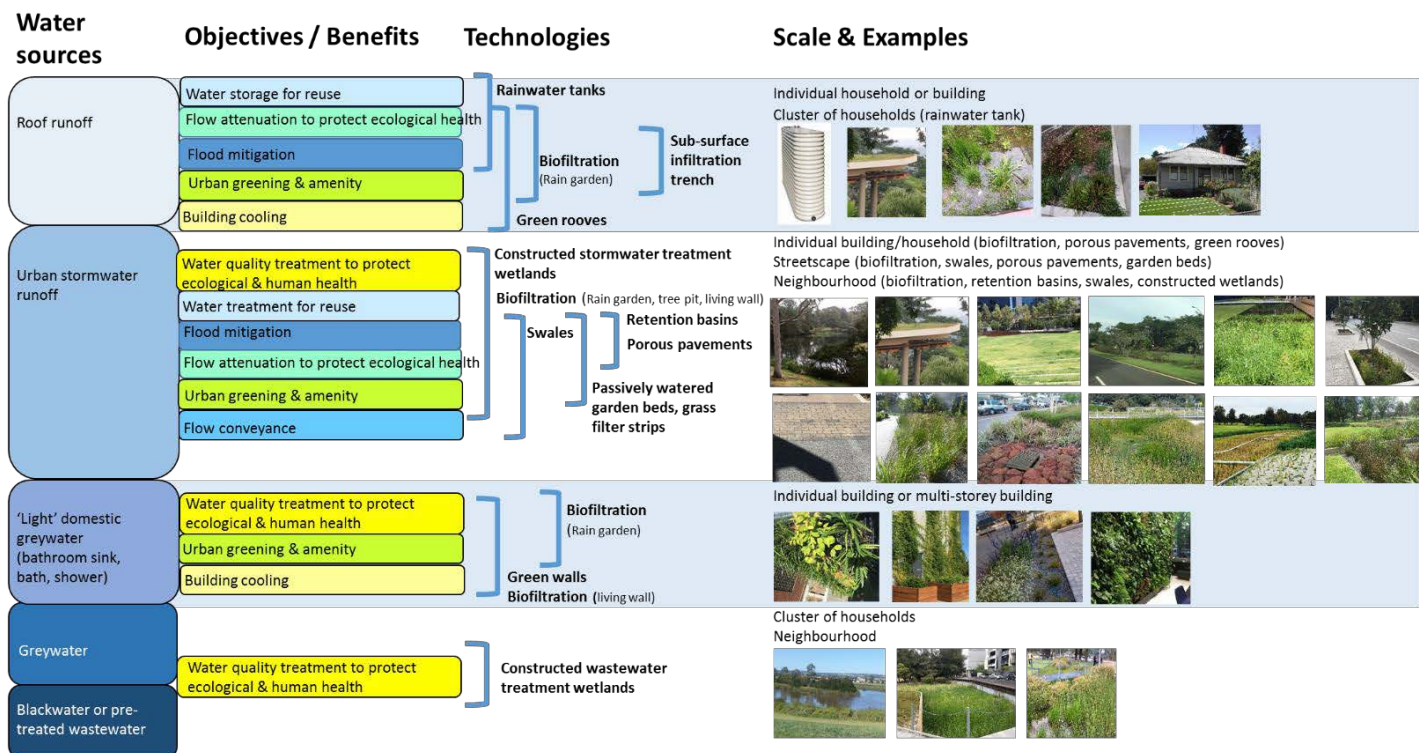 Water
sources
Objectives / Benefits
Technologies
Scale & Examples
Roof runoff
Water storage for reuse
Flow attenuation to protect ecological health
Flood mitigation
Urban greening & amenity
Building cooling
Rainwater tanks
Biofiltration
(Rain garden)
Sub-surface
infiltration
trench
Green rooves
Individual household or building
Cluster of households (rainwater tank)
Urban stormwater
runoff
Water quality treatment to protect
ecological & human health
Water treatment for reuse
Flood mitigation
Flow attenuation to protect ecological health
Urban greening & amenity
Flow conveyance
Constructed stormwater treatment
wetlands
Biofiltration (Rain garden, tree pit, living wall)
Swales
Retention basins
Porous pavements
Passively watered
garden beds, grass
filter strips
Individual building/household (biofiltration, porous pavements, green rooves)
Streetscape (biofiltration, swales, porous pavements, garden beds)
Neighbourhood (biofiltration, retention basins, swales, constructed wetlands)
‘Light’ domestic
greywater
(bathroom sink,
bath, shower)
Water quality treatment to protect
ecological & human health
Urban greening & amenity
Building cooling
Biofiltration
(Rain garden)
Green walls
Biofiltration (living wall)
Individual building or multi-storey building
Greywater
Blackwater or pre-
treated wastewater
Water quality treatment to protect
ecological & human health
Constructed wastewater
treatment wetlands
Cluster of households
Neighbourhood